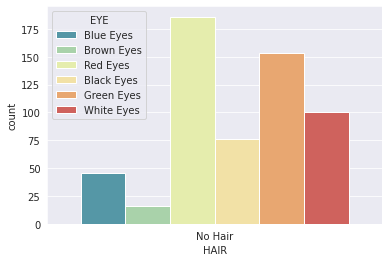 EYE
Blue Eyes
Brown Eyes
Red Eyes
Black Eyes
Green Eyes
White Eyes
175
150
125
100
75
50
25
0
count
No Hair
HAIR